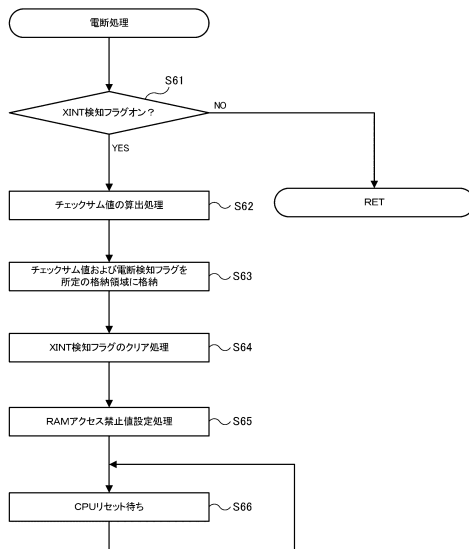 電断処理
S61
XINT検知フラグオン？
NO
YES
RET
チェックサム値の算出処理
S62
チェックサム値および電断検知フラグを
所定の格納領域に格納
S63
XINT検知フラグのクリア処理
S64
RAMアクセス禁止値設定処理
S65
CPUリセット待ち
S66